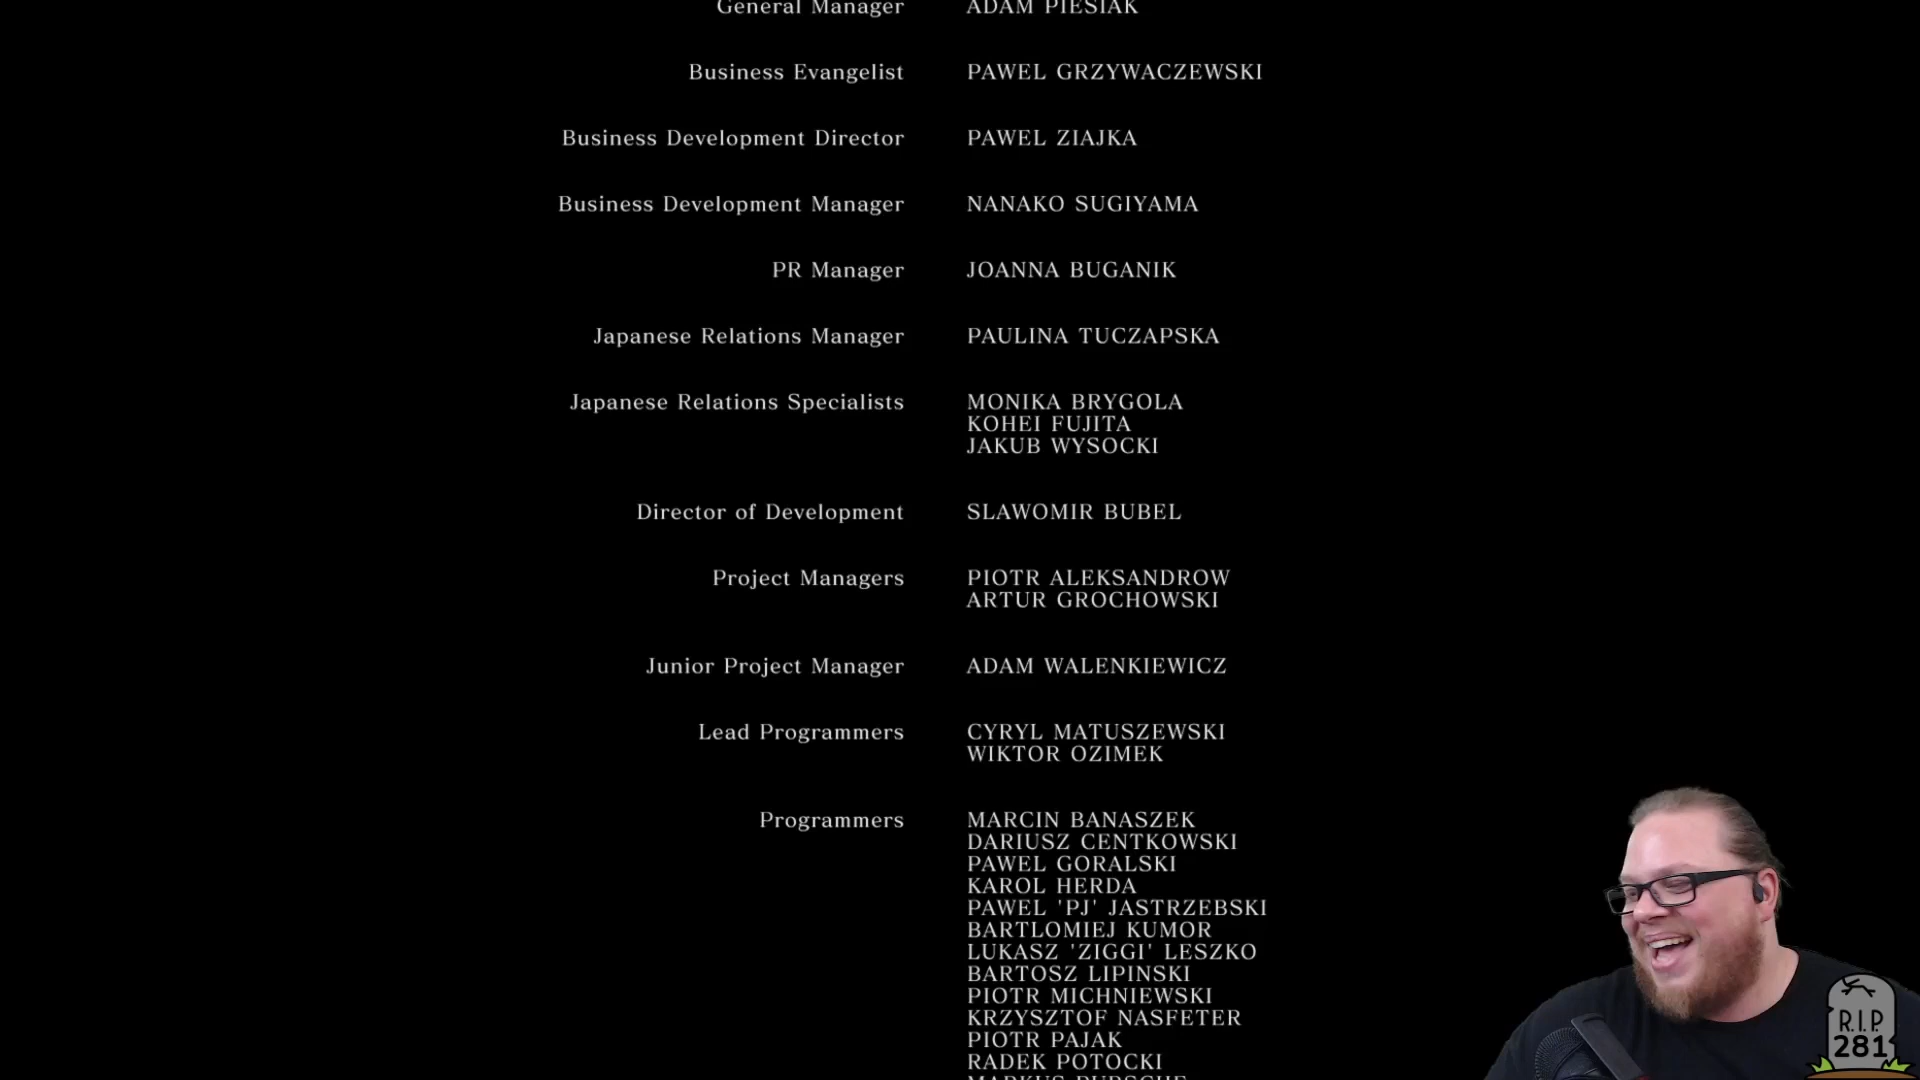 General Manager ADAM PIESIAK
Business Evangelist PAWEL GRZYWACZEWSKI
Business Development Director PAWEL ZIAJKA
Business Development Manager NANAKO SUGIYAMA
PR Manager JOANNA BUGANIK
Japanese Relations Manager PAULINA TUCZAPSKA
Japanese Relations Specialists MONIKA BRYGOLA
KOHEI FUJITA
JAKUB WYSOCKI
Director of Development SLAWOMIR BUBEL
Project Managers PIOTR ALEKSANDROW
ARTUR GROCHOWSKI
Junior Project Manager ADAM WALENKIEWICZ
Lead Programmers CYRYL MATUSZEWSKI
WIKTOR OZIMEK
Programmers MARCIN BANASZEK
DARIUSZ CENTKOWSKI
PAWEL GORALSKI
KAROL HERDA
PAWEL 'PJ' JASTRZEBSKI
BARTLOMIEJ KUMOR
LUKASZ 'ZIGGI' LESZKO
BARTOSZ LIPINSKI
PIOTR MICHNIEWSKI
KRZYSZTOF NASFETER
PIOTR PAJAK
RADEK POTOCKI
R.I.P.
281